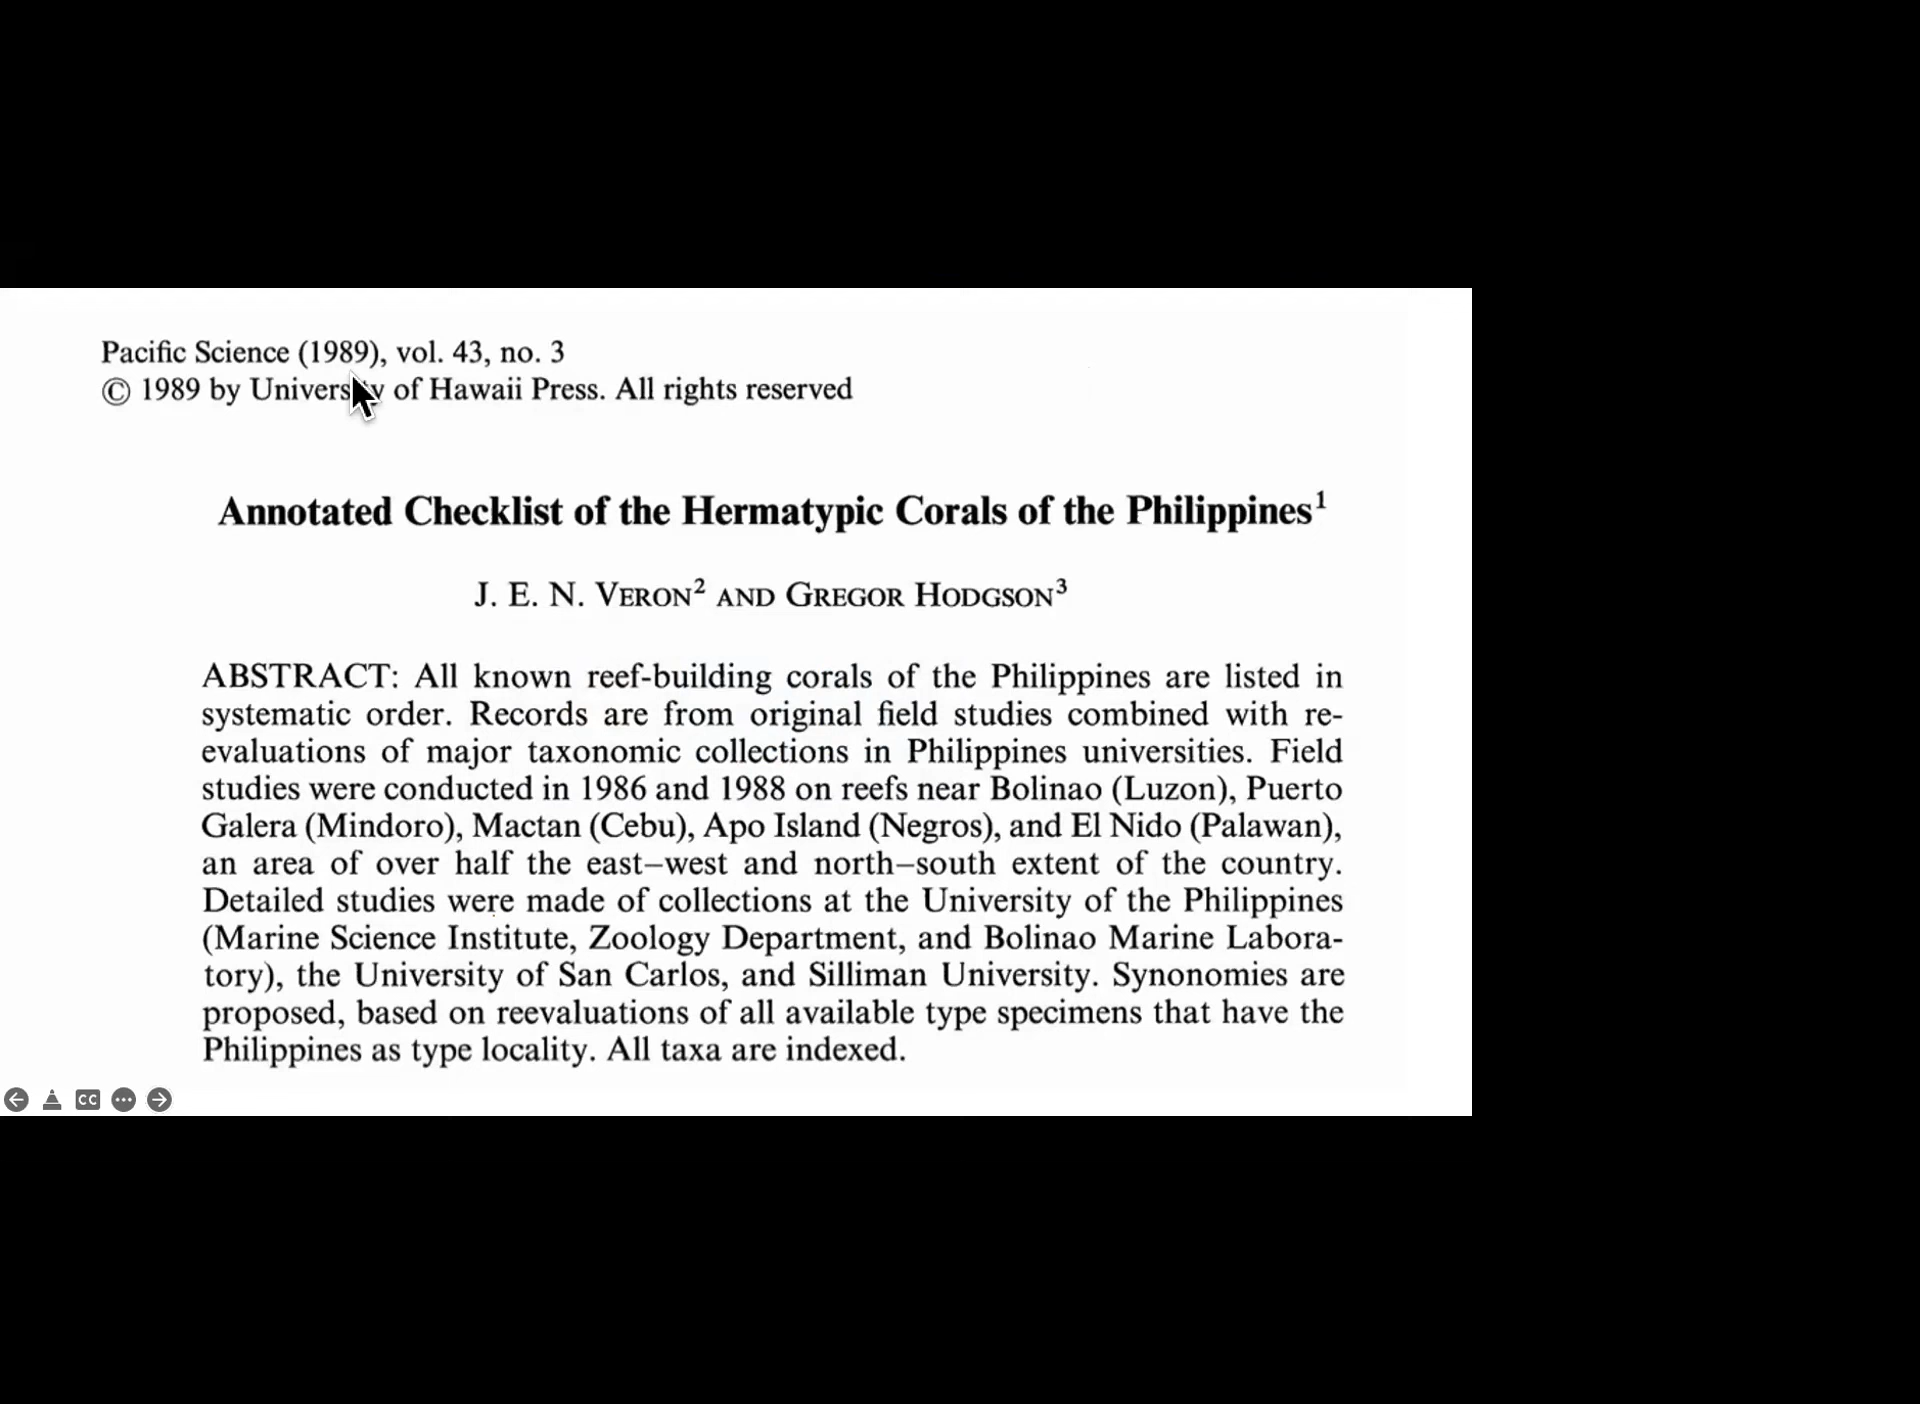 Pacific Science (1989), vol. 43, no. 3
© 1989 by University of Hawaii Press. All rights reserved
Annotated Checklist of the Hermatypic Corals of the Philippines¹
J. E. N. VERON² AND GREGOR HODGSON³
ABSTRACT: All known reef-building corals of the Philippines are listed in
systematic order. Records are from original field studies combined with re-
evaluations of major taxonomic collections in Philippines universities. Field
studies were conducted in 1986 and 1988 on reefs near Bolinao (Luzon), Puerto
Galera (Mindoro), Mactan (Cebu), Apo Island (Negros), and El Nido (Palawan),
an area of over half the east–west and north–south extent of the country.
Detailed studies were made of collections at the University of the Philippines
(Marine Science Institute, Zoology Department, and Bolinao Marine Labora-
tory), the University of San Carlos, and Silliman University. Synonomies are
proposed, based on reevaluations of all available type specimens that have the
Philippines as type locality. All taxa are indexed.
CC